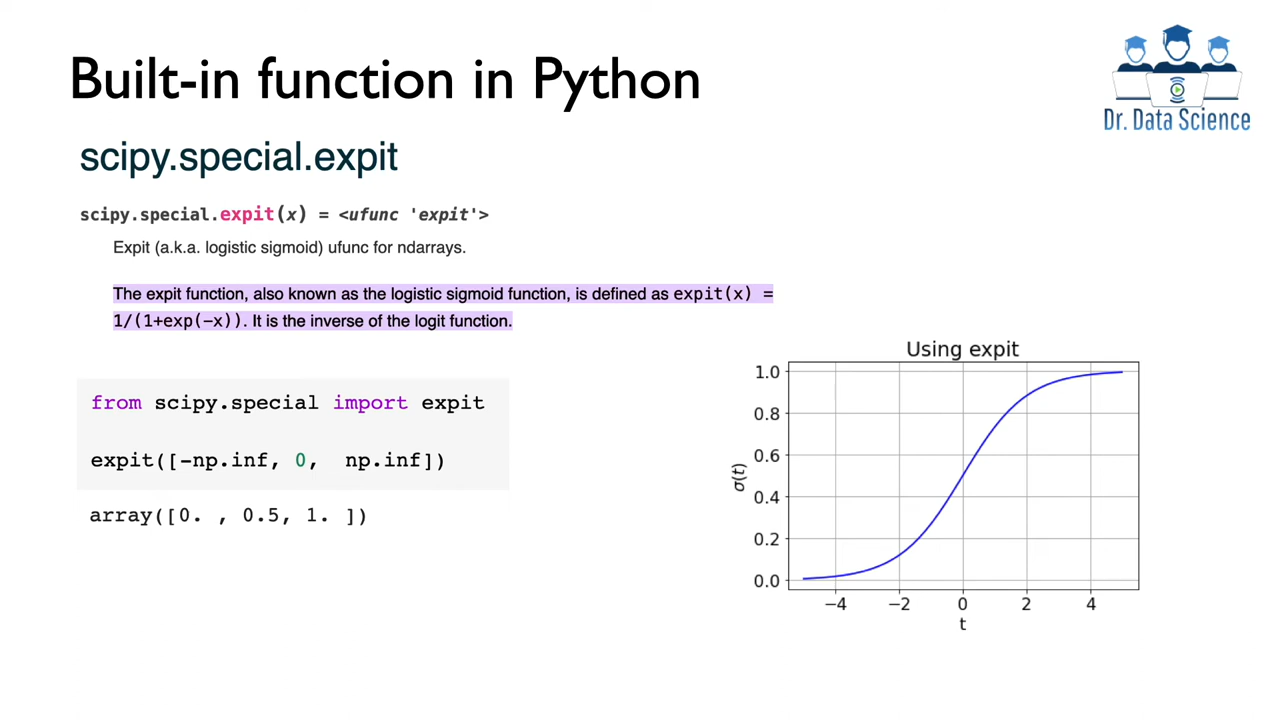 Built-in function in Python
Dr. Data Science
scipy.special.expit
scipy.special.expit(x) = <ufunc 'expit'>
Expit (a.k.a. logistic sigmoid) ufunc for ndarrays.
The expit function, also known as the logistic sigmoid function, is defined as expit(x) =
1/(1+exp(-x)). It is the inverse of the logit function.
from scipy.special import expit
expit([-np.inf, 0,  np.inf])
array([0. , 0.5, 1. ])
Using expit
1.0
0.8
0.6
0.4
0.2
0.0
σ(t)
−4 −2 0 2 4
t